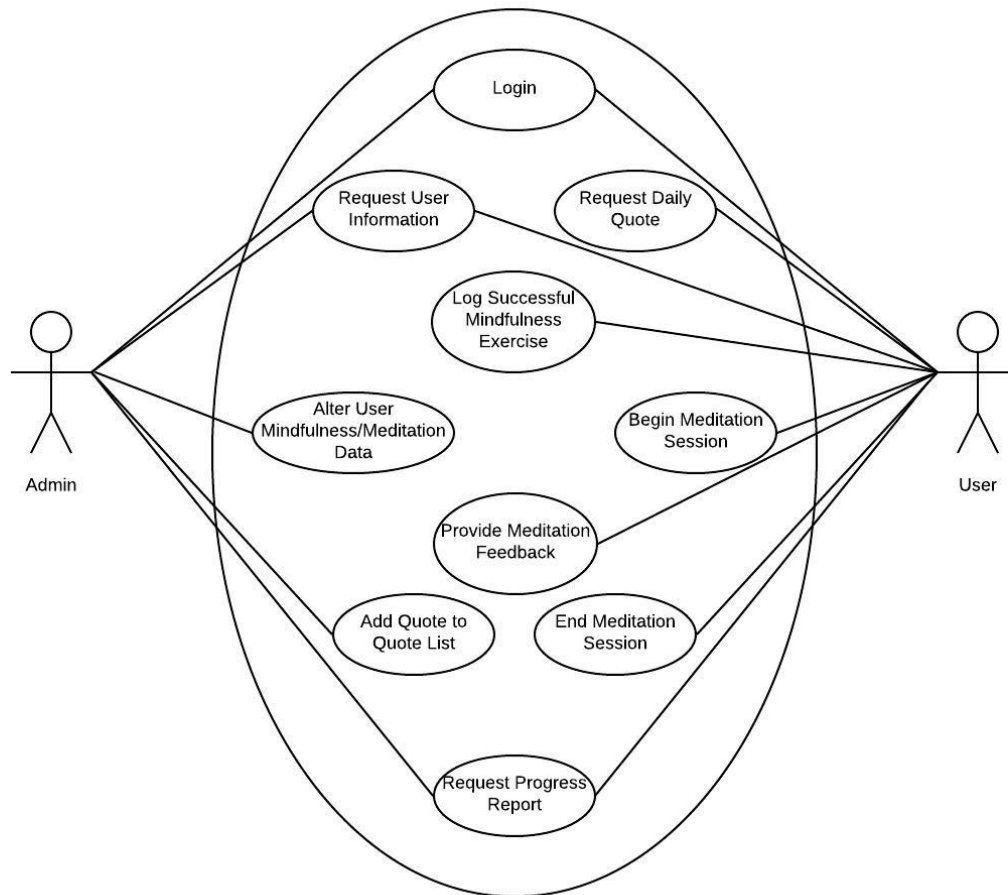 Login
Request User
Information
Request Daily
Quote
Log Successful
Mindfulness
Exercise
Alter User
Mindfulness/Meditation
Data
Begin Meditation
Session
Admin
User
Provide Meditation
Feedback
Add Quote to
Quote List
End Meditation
Session
Request Progress
Report